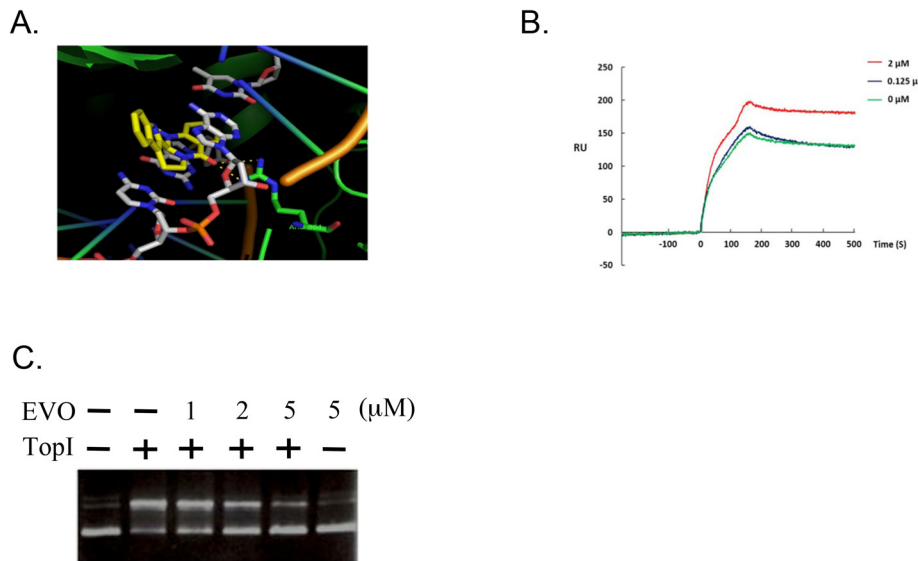 A.
B.
2 μM
0.125 μ
0 μM
250
200
150
RU
100
50
0
-50
-100
0
100
200
300
400
500
Time (S)
C.
EVO − − 1 2 5 5 (μM)
TopI − + + + + −